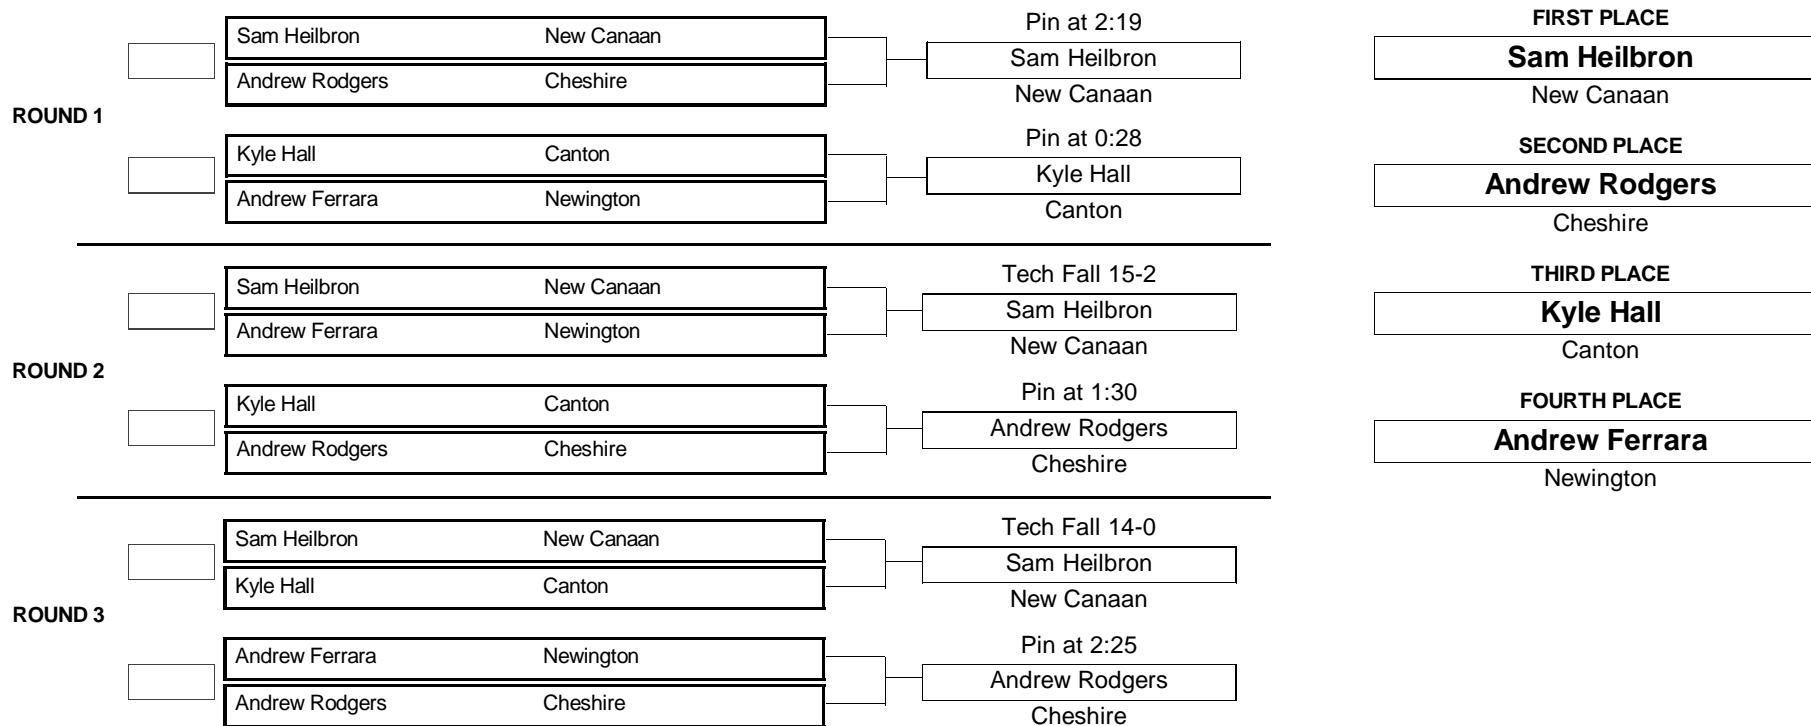 Pin at 2:19
Sam Heilbron New Canaan
Sam Heilbron
Andrew Rodgers Cheshire
New Canaan
ROUND 1
Pin at 0:28
Kyle Hall Canton
Kyle Hall
Andrew Ferrara Newington
Canton
Tech Fall 15-2
Sam Heilbron New Canaan
Sam Heilbron
Andrew Ferrara Newington
New Canaan
ROUND 2
Pin at 1:30
Kyle Hall Canton
Andrew Rodgers
Andrew Rodgers Cheshire
Cheshire
Tech Fall 14-0
Sam Heilbron New Canaan
Sam Heilbron
Kyle Hall Canton
New Canaan
ROUND 3
Pin at 2:25
Andrew Ferrara Newington
Andrew Rodgers
Andrew Rodgers Cheshire
Cheshire
FIRST PLACE
Sam Heilbron
New Canaan
SECOND PLACE
Andrew Rodgers
Cheshire
THIRD PLACE
Kyle Hall
Canton
FOURTH PLACE
Andrew Ferrara
Newington